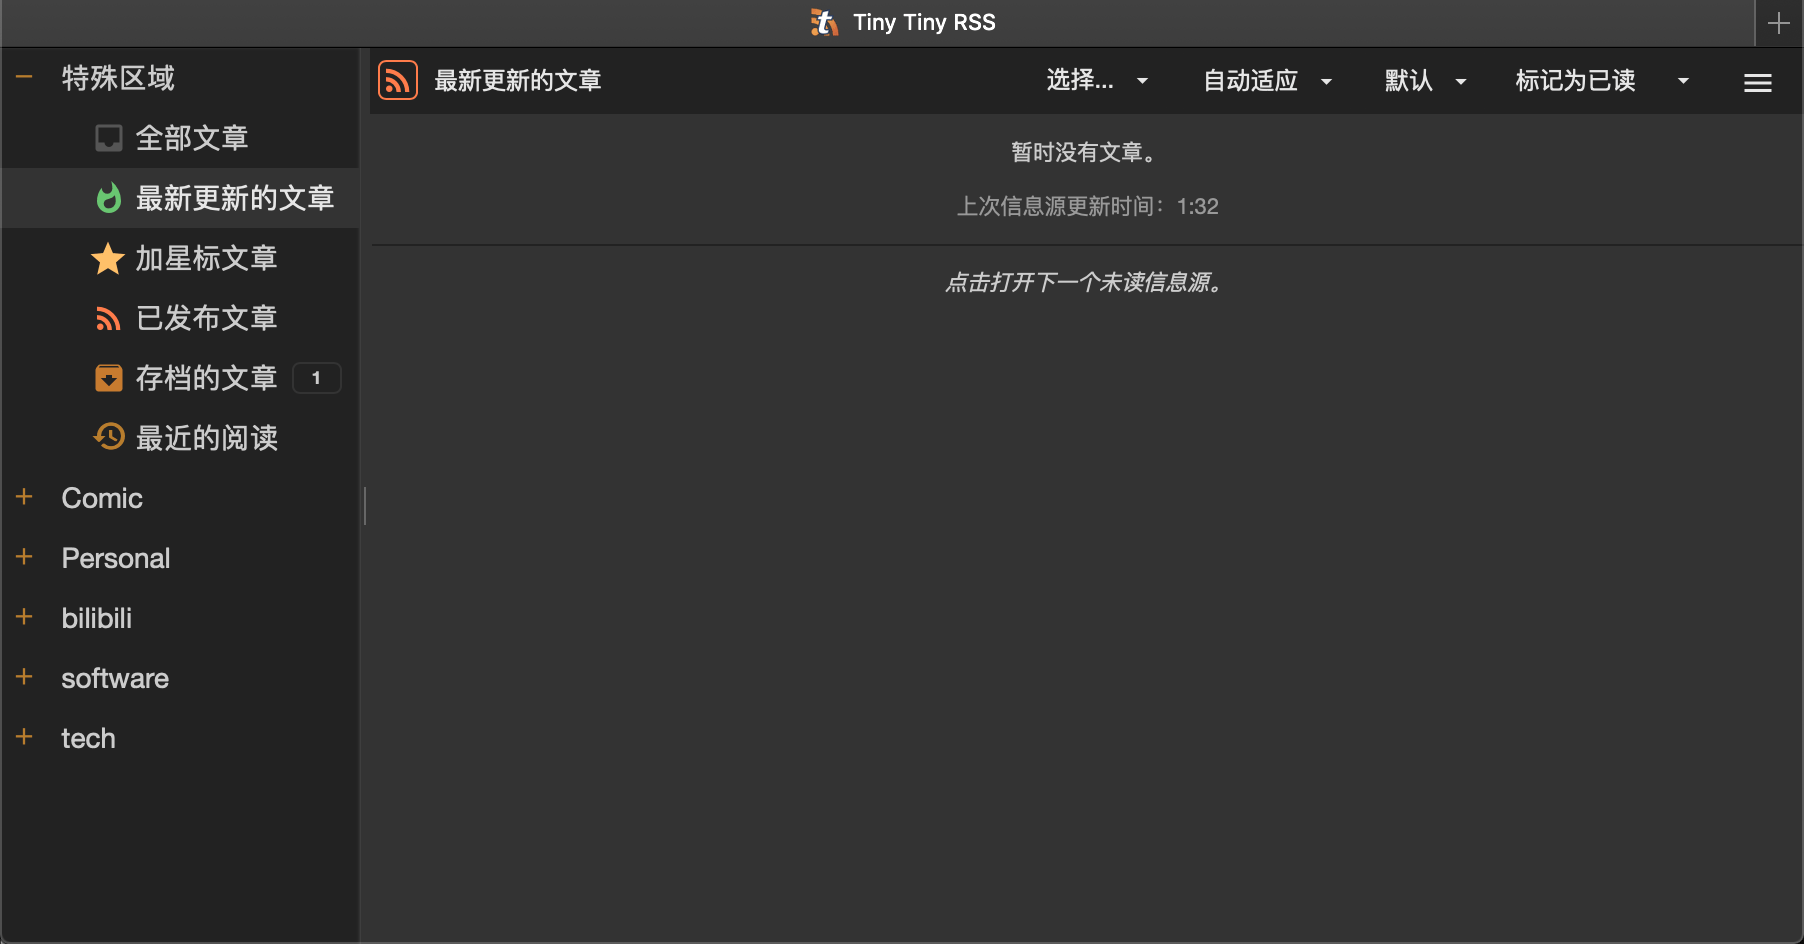 Tiny Tiny RSS
特殊区域
全部文章
最新更新的文章
加星标文章
已发布文章
存档的文章 1
最近的阅读
Comic
Personal
bilibili
software
tech
最新更新的文章 选择... 自动适应 默认 标记为已读
暂时没有文章。
上次信息源更新时间：1:32
点击打开下一个未读信息源。